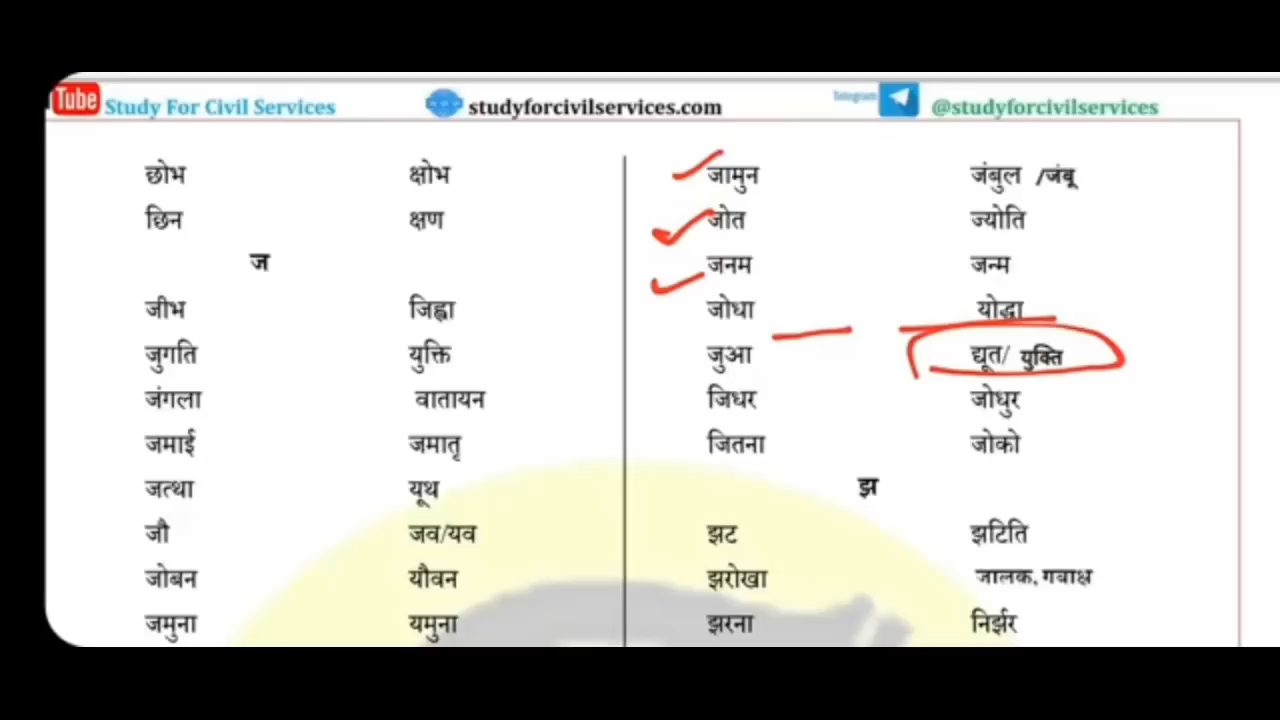 Tube Study For Civil Services studyforcivilservices.com Telegram @studyforcivilservices
छोभ क्षोभ
छिन क्षण
ज
जीभ जिह्वा
जुगति युक्ति
जंगला वातायन
जमाई जमातृ
जत्था यूथ
जौ जव/यव
जोबन यौवन
जमुना यमुना
जामुन जंबुल /जंबू
जोत ज्योति
जनम जन्म
जोधा योद्धा
जुआ द्यूत/ युक्ति
जिधर जोधुर
जितना जोको
झ
झट झटिति
झरोखा जालक, गवाक्ष
झरना निर्झर